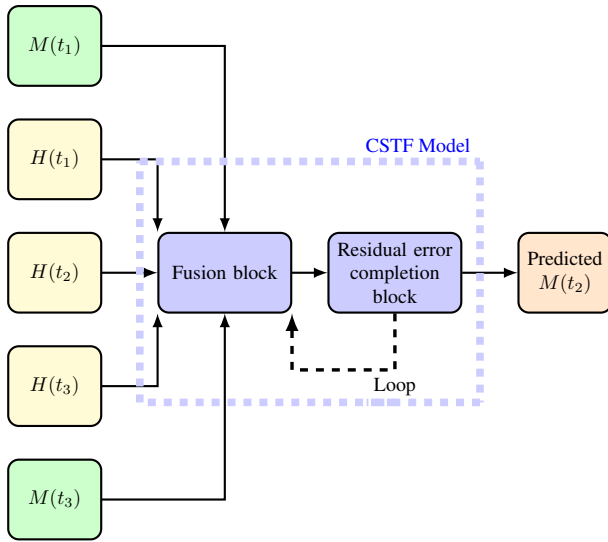 M(t₁)
H(t₁)
CSTF Model
H(t₂)
Fusion block
Residual error
completion
block
Predicted
M(t₂)
H(t₃)
Loop
M(t₃)